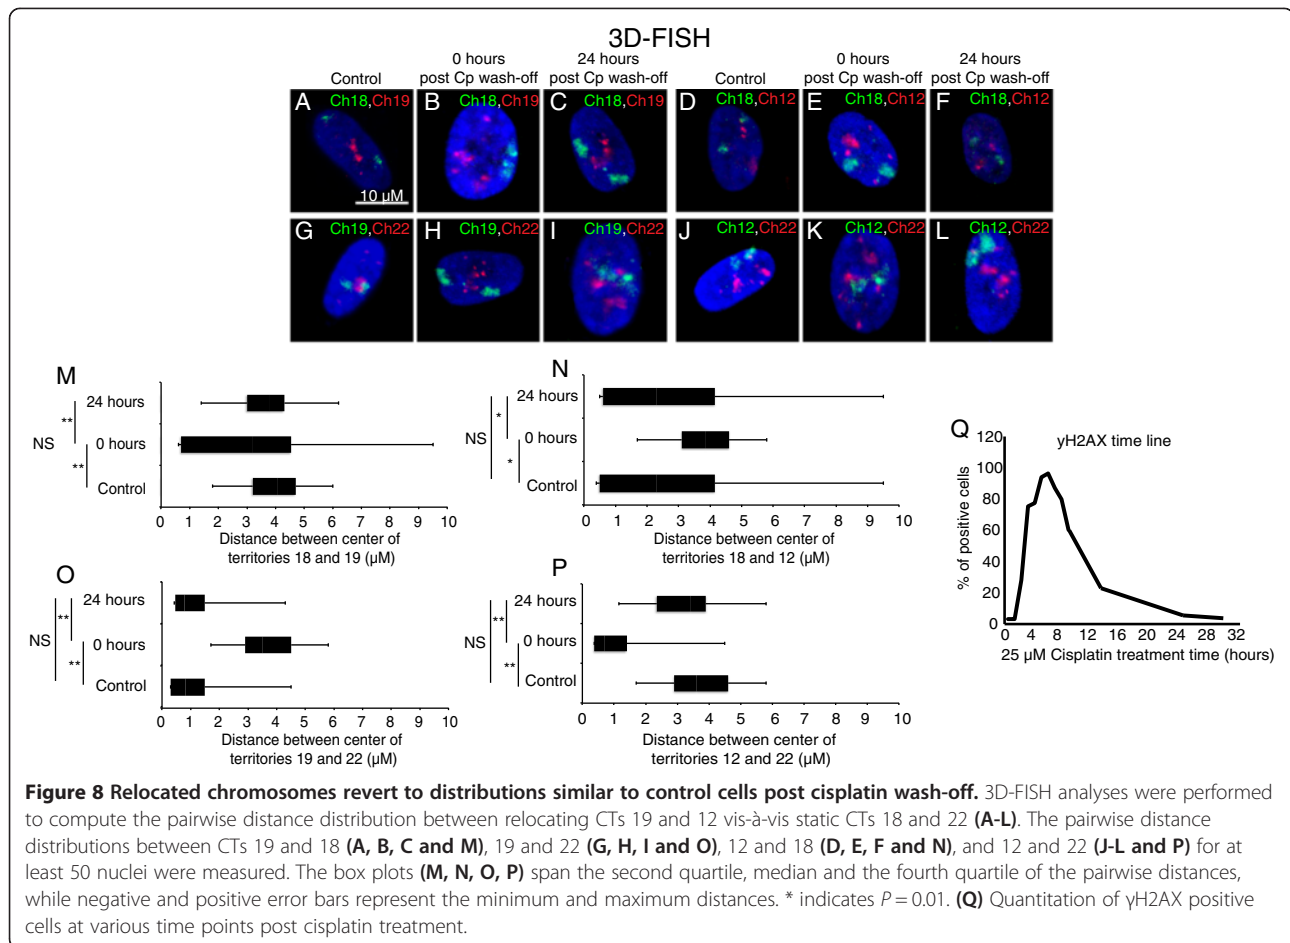 3D-FISH
Control
0 hours
post Cp wash-off
24 hours
post Cp wash-off
Control
0 hours
post Cp wash-off
24 hours
post Cp wash-off
A Ch18,Ch19
B Ch18,Ch19
C Ch18,Ch19
D Ch18,Ch12
E Ch18,Ch12
F Ch18,Ch12
10 µM
G Ch19,Ch22
H Ch19,Ch22
I Ch19,Ch22
J Ch12,Ch22
K Ch12,Ch22
L Ch12,Ch22
M
24 hours
**
NS
0 hours
**
Control
0 1 2 3 4 5 6 7 8 9 10
Distance between center of
territories 18 and 19 (µM)
N
24 hours
*
NS
0 hours
*
Control
0 1 2 3 4 5 6 7 8 9 10
Distance between center of
territories 18 and 12 (µM)
O
24 hours
**
NS
0 hours
**
Control
0 1 2 3 4 5 6 7 8 9 10
Distance between center of
territories 19 and 22 (µM)
P
24 hours
**
NS
0 hours
**
Control
0 1 2 3 4 5 6 7 8 9 10
Distance between center of
territories 12 and 22 (µM)
Q
yH2AX time line
% of positive cells
120
100
80
60
40
20
0
0 4 8 12 16 20 24 28 32
25 µM Cisplatin treatment time (hours)
Figure 8 Relocated chromosomes revert to distributions similar to control cells post cisplatin wash-off. 3D-FISH analyses were performed
to compute the pairwise distance distribution between relocating CTs 19 and 12 vis-à-vis static CTs 18 and 22 (A-L). The pairwise distance
distributions between CTs 19 and 18 (A, B, C and M), 19 and 22 (G, H, I and O), 12 and 18 (D, E, F and N), and 12 and 22 (J-L and P) for at
least 50 nuclei were measured. The box plots (M, N, O, P) span the second quartile, median and the fourth quartile of the pairwise distances,
while negative and positive error bars represent the minimum and maximum distances. * indicates P = 0.01. (Q) Quantitation of γH2AX positive
cells at various time points post cisplatin treatment.